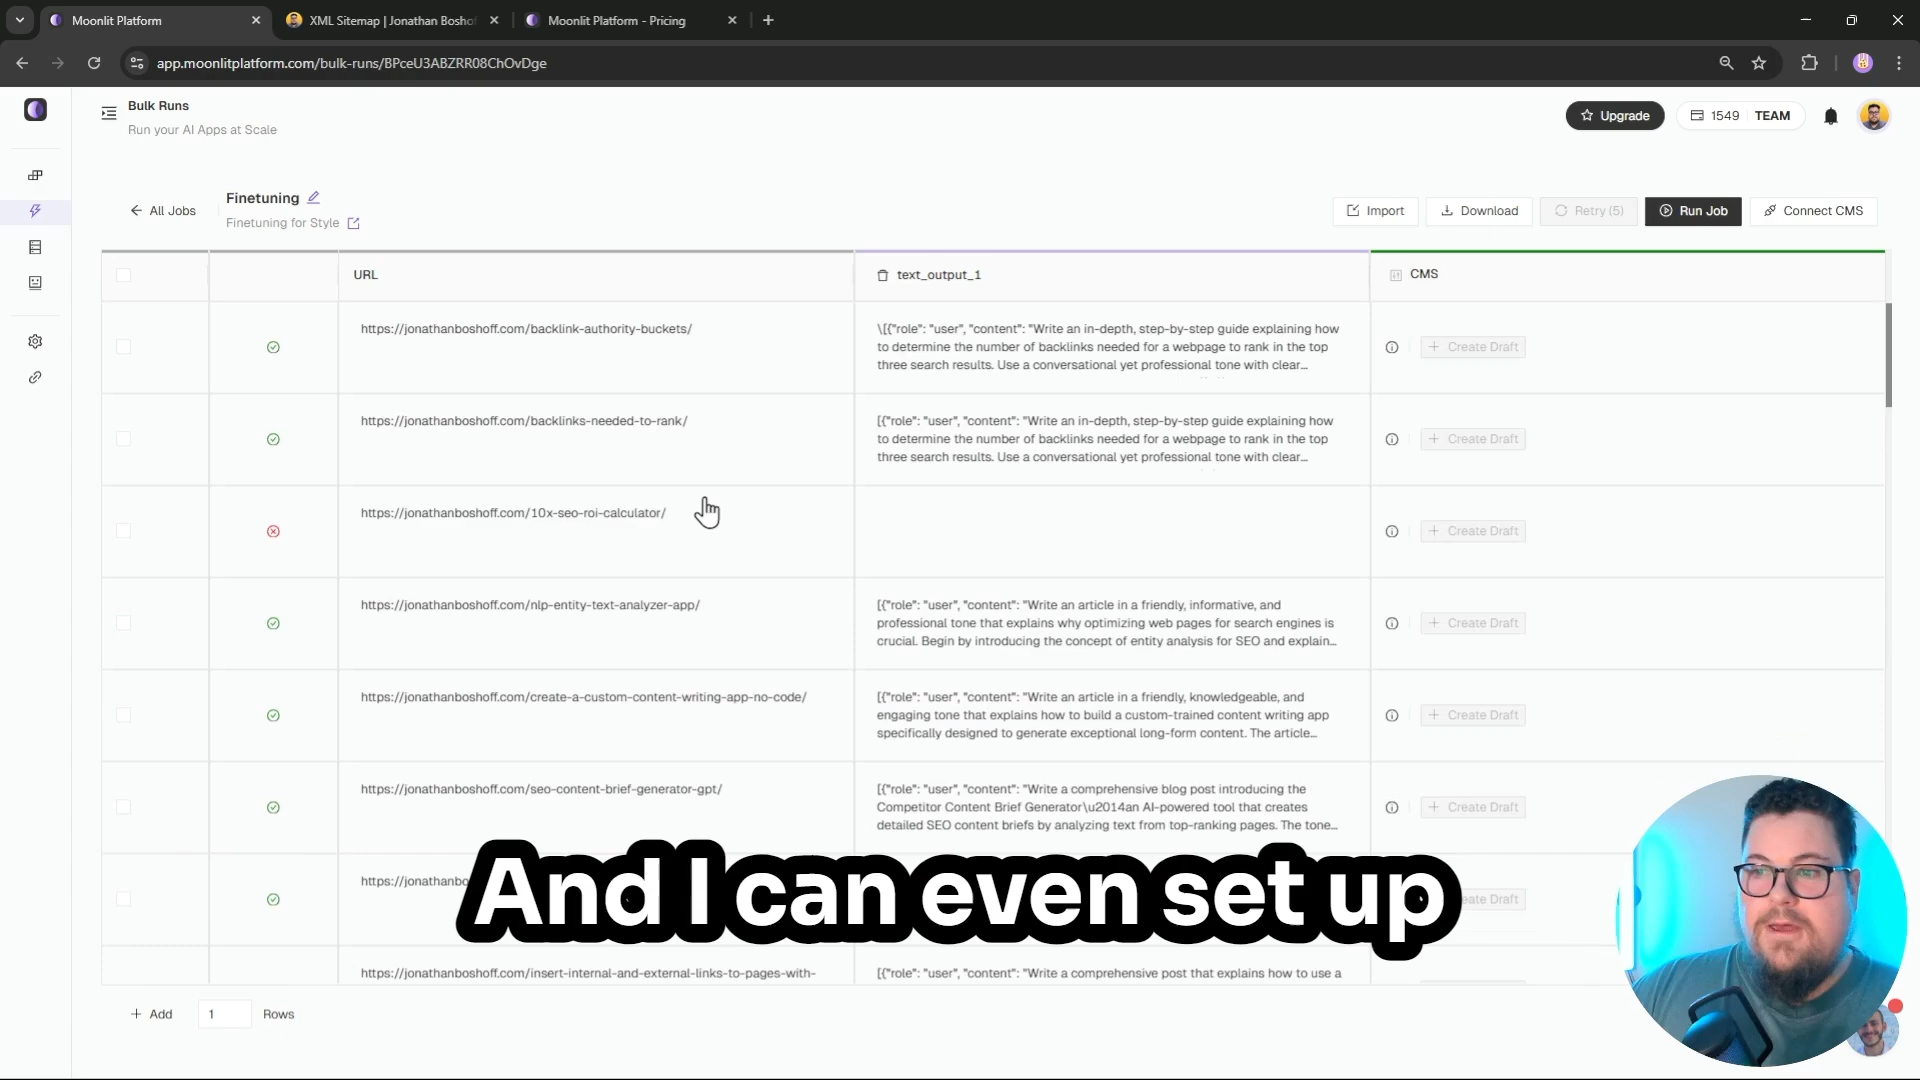 Moonlit Platform
XML Sitemap | Jonathan Bosho
Moonlit Platform - Pricing
app.moonlitplatform.com/bulk-runs/BPceU3ABZRR08ChOvDge
Bulk Runs
Run your AI Apps at Scale
Upgrade
1549 TEAM
All Jobs
Finetuning
Finetuning for Style
Import
Download
Retry (5)
Run Job
Connect CMS
URL
text_output_1
CMS
https://jonathanboshoff.com/backlink-authority-buckets/
\[{"role": "user", "content": "Write an in-depth, step-by-step guide explaining how
to determine the number of backlinks needed for a webpage to rank in the top
three search results. Use a conversational yet professional tone with clear...
Create Draft
https://jonathanboshoff.com/backlinks-needed-to-rank/
[{"role": "user", "content": "Write an in-depth, step-by-step guide explaining how
to determine the number of backlinks needed for a webpage to rank in the top
three search results. Use a conversational yet professional tone with clear...
Create Draft
https://jonathanboshoff.com/10x-seo-roi-calculator/
Create Draft
https://jonathanboshoff.com/nlp-entity-text-analyzer-app/
[{"role": "user", "content": "Write an article in a friendly, informative, and
professional tone that explains why optimizing web pages for search engines is
crucial. Begin by introducing the concept of entity analysis for SEO and explain...
Create Draft
https://jonathanboshoff.com/create-a-custom-content-writing-app-no-code/
[{"role": "user", "content": "Write an article in a friendly, knowledgeable, and
engaging tone that explains how to build a custom-trained content writing app
specifically designed to generate exceptional long-form content. The article...
Create Draft
https://jonathanboshoff.com/seo-content-brief-generator-gpt/
[{"role": "user", "content": "Write a comprehensive blog post introducing the
Competitor Content Brief Generator\u2014an AI-powered tool that creates
detailed SEO content briefs by analyzing text from top-ranking pages. The tone...
Create Draft
https://jonathanbo
eate Draft
And I can even set up
https://jonathanboshoff.com/insert-internal-and-external-links-to-pages-with-
[{"role": "user", "content": "Write a comprehensive post that explains how to use a
Add
1
Rows